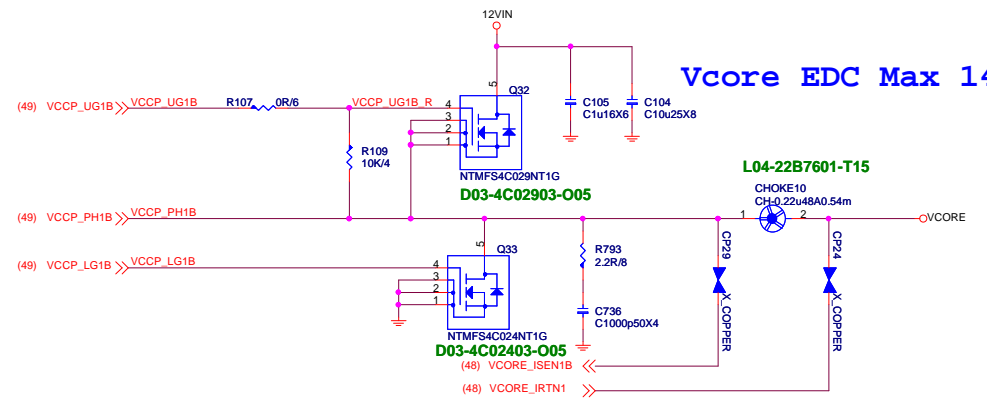 12VIN
Vcore EDC Max 14
(49) VCCP_UG1B VCCP_UG1B R107 0R/6 VCCP_UG1B_R 4 5 Q32
3
2
1
C105
C1u16X6
C104
C10u25X8
R109
10K/4
NTMFS4C029NT1G
D03-4C02903-O05
L04-22B7601-T15
CHOKE10
CH-0.22u48A0.54m
(49) VCCP_PH1B VCCP_PH1B 1 2 VCORE
(49) VCCP_LG1B VCCP_LG1B 4 5 Q33
3
2
1
R793
2.2R/8
CP29
X_COPPER
CP24
X_COPPER
C736
C1000p50X4
NTMFS4C024NT1G
D03-4C02403-O05
(48) VCORE_ISEN1B
(48) VCORE_IRTN1